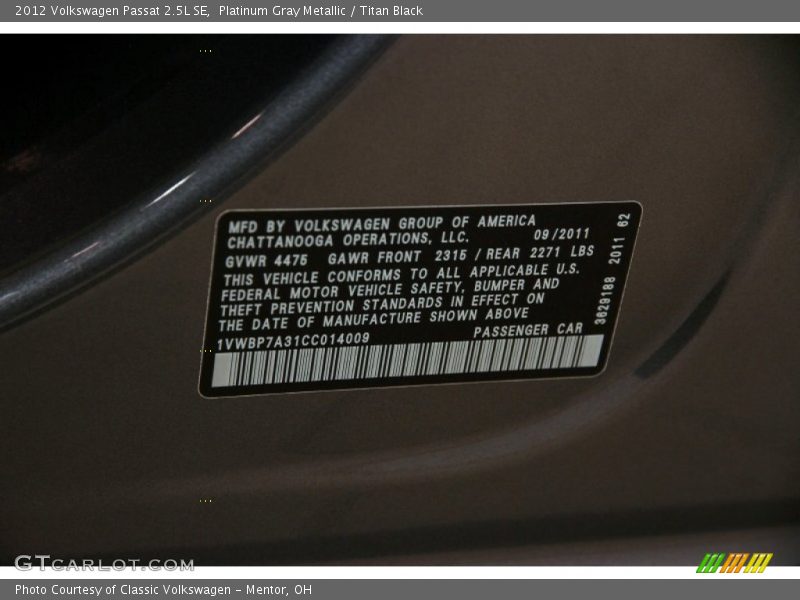 2012 Volkswagen Passat 2.5L SE, Platinum Gray Metallic / Titan Black
MFD BY VOLKSWAGEN GROUP OF AMERICA
CHATTANOOGA OPERATIONS, LLC. 09/2011
GVWR 4475 GAWR FRONT 2315 / REAR 2271 LBS
THIS VEHICLE CONFORMS TO ALL APPLICABLE U.S.
FEDERAL MOTOR VEHICLE SAFETY, BUMPER AND
THEFT PREVENTION STANDARDS IN EFFECT ON
THE DATE OF MANUFACTURE SHOWN ABOVE
1VWBP7A31CC014009 PASSENGER CAR
3629188 2011 62
GTCARLOT.COM
Photo Courtesy of Classic Volkswagen - Mentor, OH